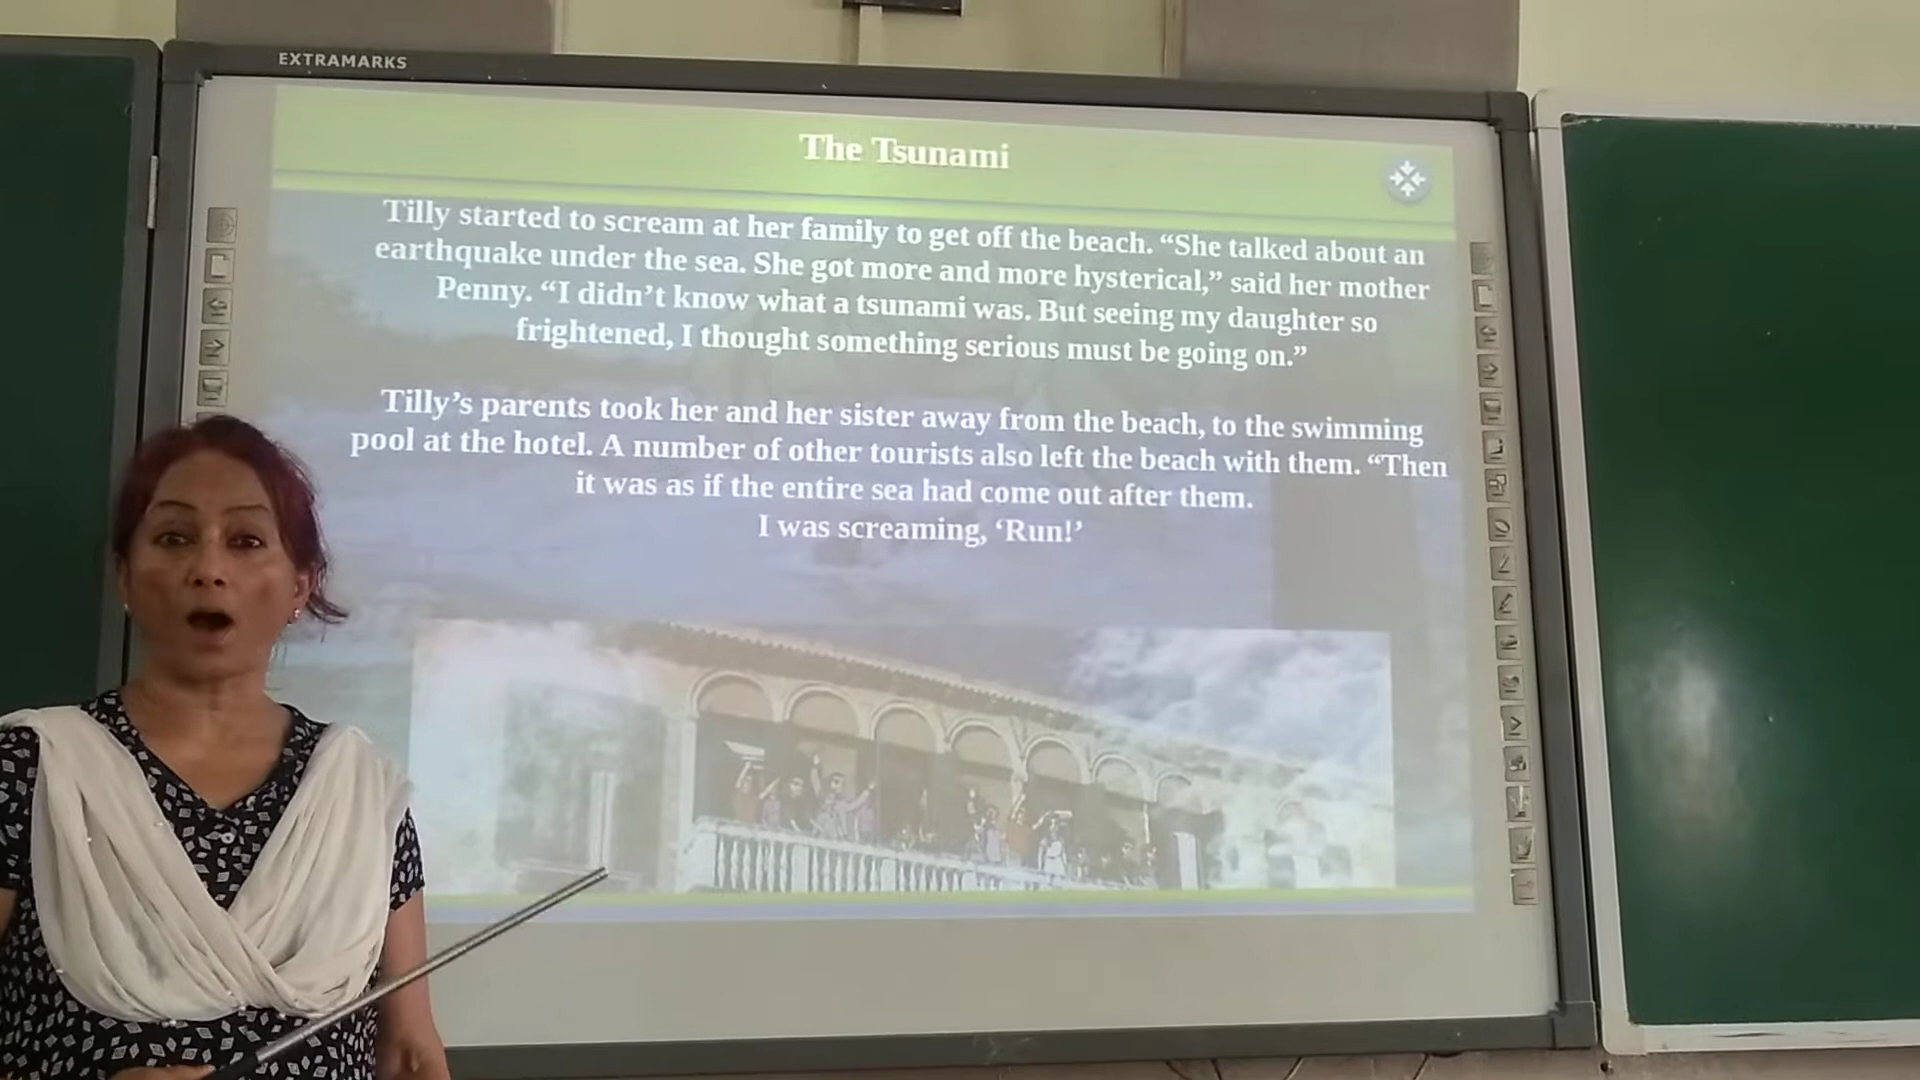 EXTRAMARKS
The Tsunami
Tilly started to scream at her family to get off the beach. “She talked about an
earthquake under the sea. She got more and more hysterical,” said her mother
Penny. “I didn’t know what a tsunami was. But seeing my daughter so
frightened, I thought something serious must be going on.”
Tilly’s parents took her and her sister away from the beach, to the swimming
pool at the hotel. A number of other tourists also left the beach with them. “Then
it was as if the entire sea had come out after them.
I was screaming, ‘Run!’